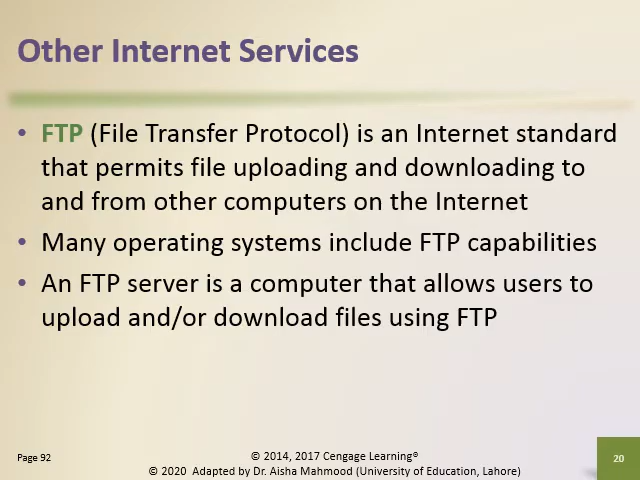 Other Internet Services
• FTP (File Transfer Protocol) is an Internet standard
that permits file uploading and downloading to
and from other computers on the Internet
• Many operating systems include FTP capabilities
• An FTP server is a computer that allows users to
upload and/or download files using FTP
Page 92
© 2014, 2017 Cengage Learning®
© 2020 Adapted by Dr. Aisha Mahmood (University of Education, Lahore)
20